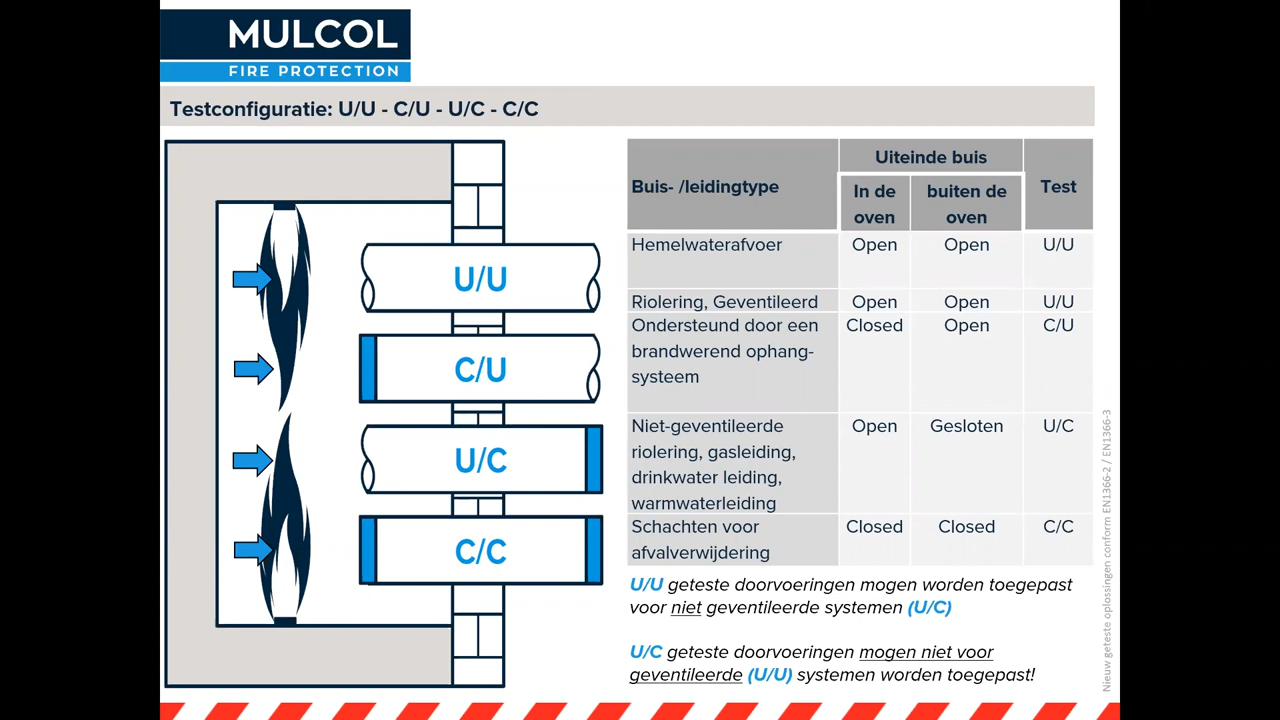 MULCOL
FIRE PROTECTION
Testconfiguratie: U/U - C/U - U/C - C/C
U/U
C/U
U/C
C/C
Buis- /leidingtype
Uiteinde buis
In de
oven
buiten de
oven
Test
Hemelwaterafvoer Open Open U/U
Riolering, Geventileerd Open Open U/U
Ondersteund door een Closed Open C/U
brandwerend ophang-
systeem
Niet-geventileerde Open Gesloten U/C
riolering, gasleiding,
drinkwater leiding,
warmwaterleiding
Schachten voor Closed Closed C/C
afvalverwijdering
U/U geteste doorvoeringen mogen worden toegepast
voor niet geventileerde systemen (U/C)
U/C geteste doorvoeringen mogen niet voor
geventileerde (U/U) systemen worden toegepast!
Nieuw geteste oplossingen conform EN1366-2 / EN1366-3